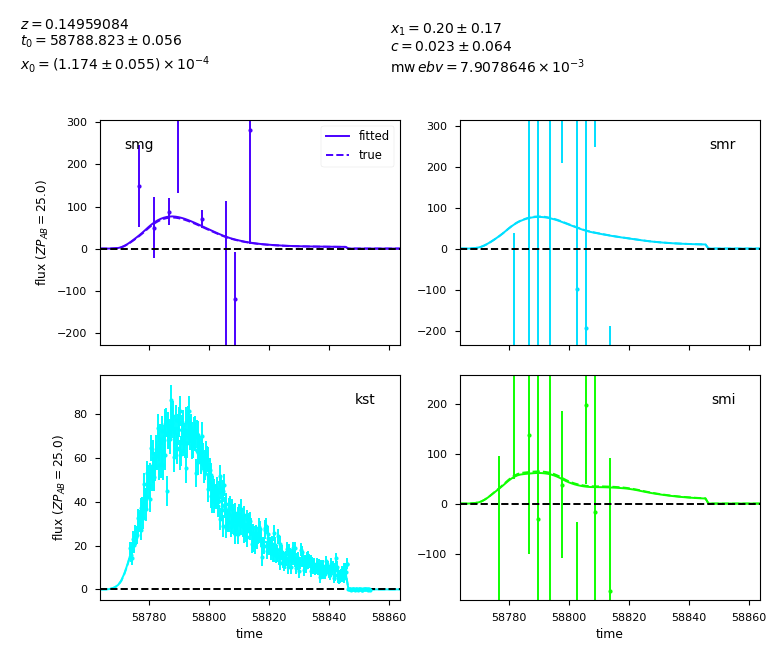 z = 0.14959084
t₀ = 58788.823 ± 0.056
x₀ = (1.174 ± 0.055) × 10⁻⁴
x₁ = 0.20 ± 0.17
c = 0.023 ± 0.064
mw ebv = 7.9078646 × 10⁻³
smg
fitted
true
300
200
100
0
−100
−200
flux (ZP_AB = 25.0)
smr
300
200
100
0
−100
−200
kst
80
60
40
20
0
flux (ZP_AB = 25.0)
58780 58800 58820 58840 58860
time
smi
200
100
0
−100
58780 58800 58820 58840 58860
time